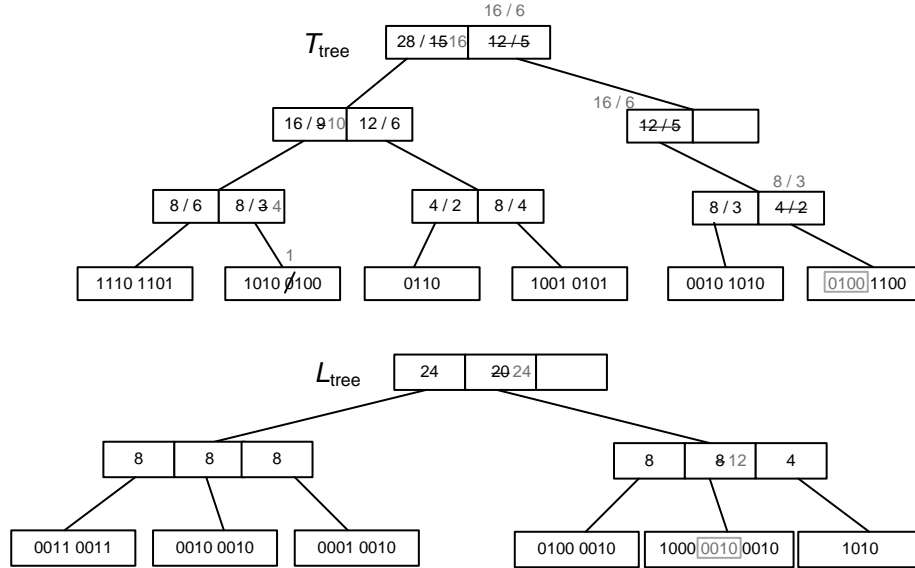 16 / 6
T_tree 28 / 15 16 12 / 5
16 / 6
16 / 9 10 12 / 6 12 / 5
8 / 3
8 / 6 8 / 3 4 4 / 2 8 / 4 8 / 3 4 / 2
1
1110 1101 1010 0100 0110 1001 0101 0010 1010 0100 1100
L_tree 24 20 24
8 8 8 8 8 12 4
0011 0011 0010 0010 0001 0010 0100 0010 1000 0010 0010 1010